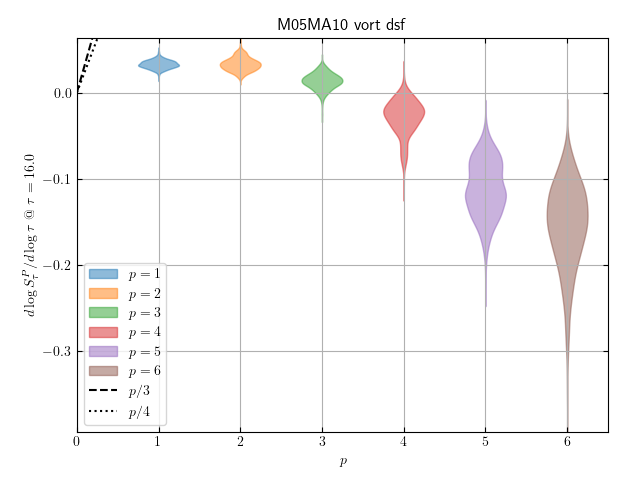 M05MA10 vort dsf
d log S_τ^P / d log τ @ τ = 16.0
0.0
−0.1
−0.2
−0.3
p = 1
p = 2
p = 3
p = 4
p = 5
p = 6
p/3
p/4
0 1 2 3 4 5 6
p